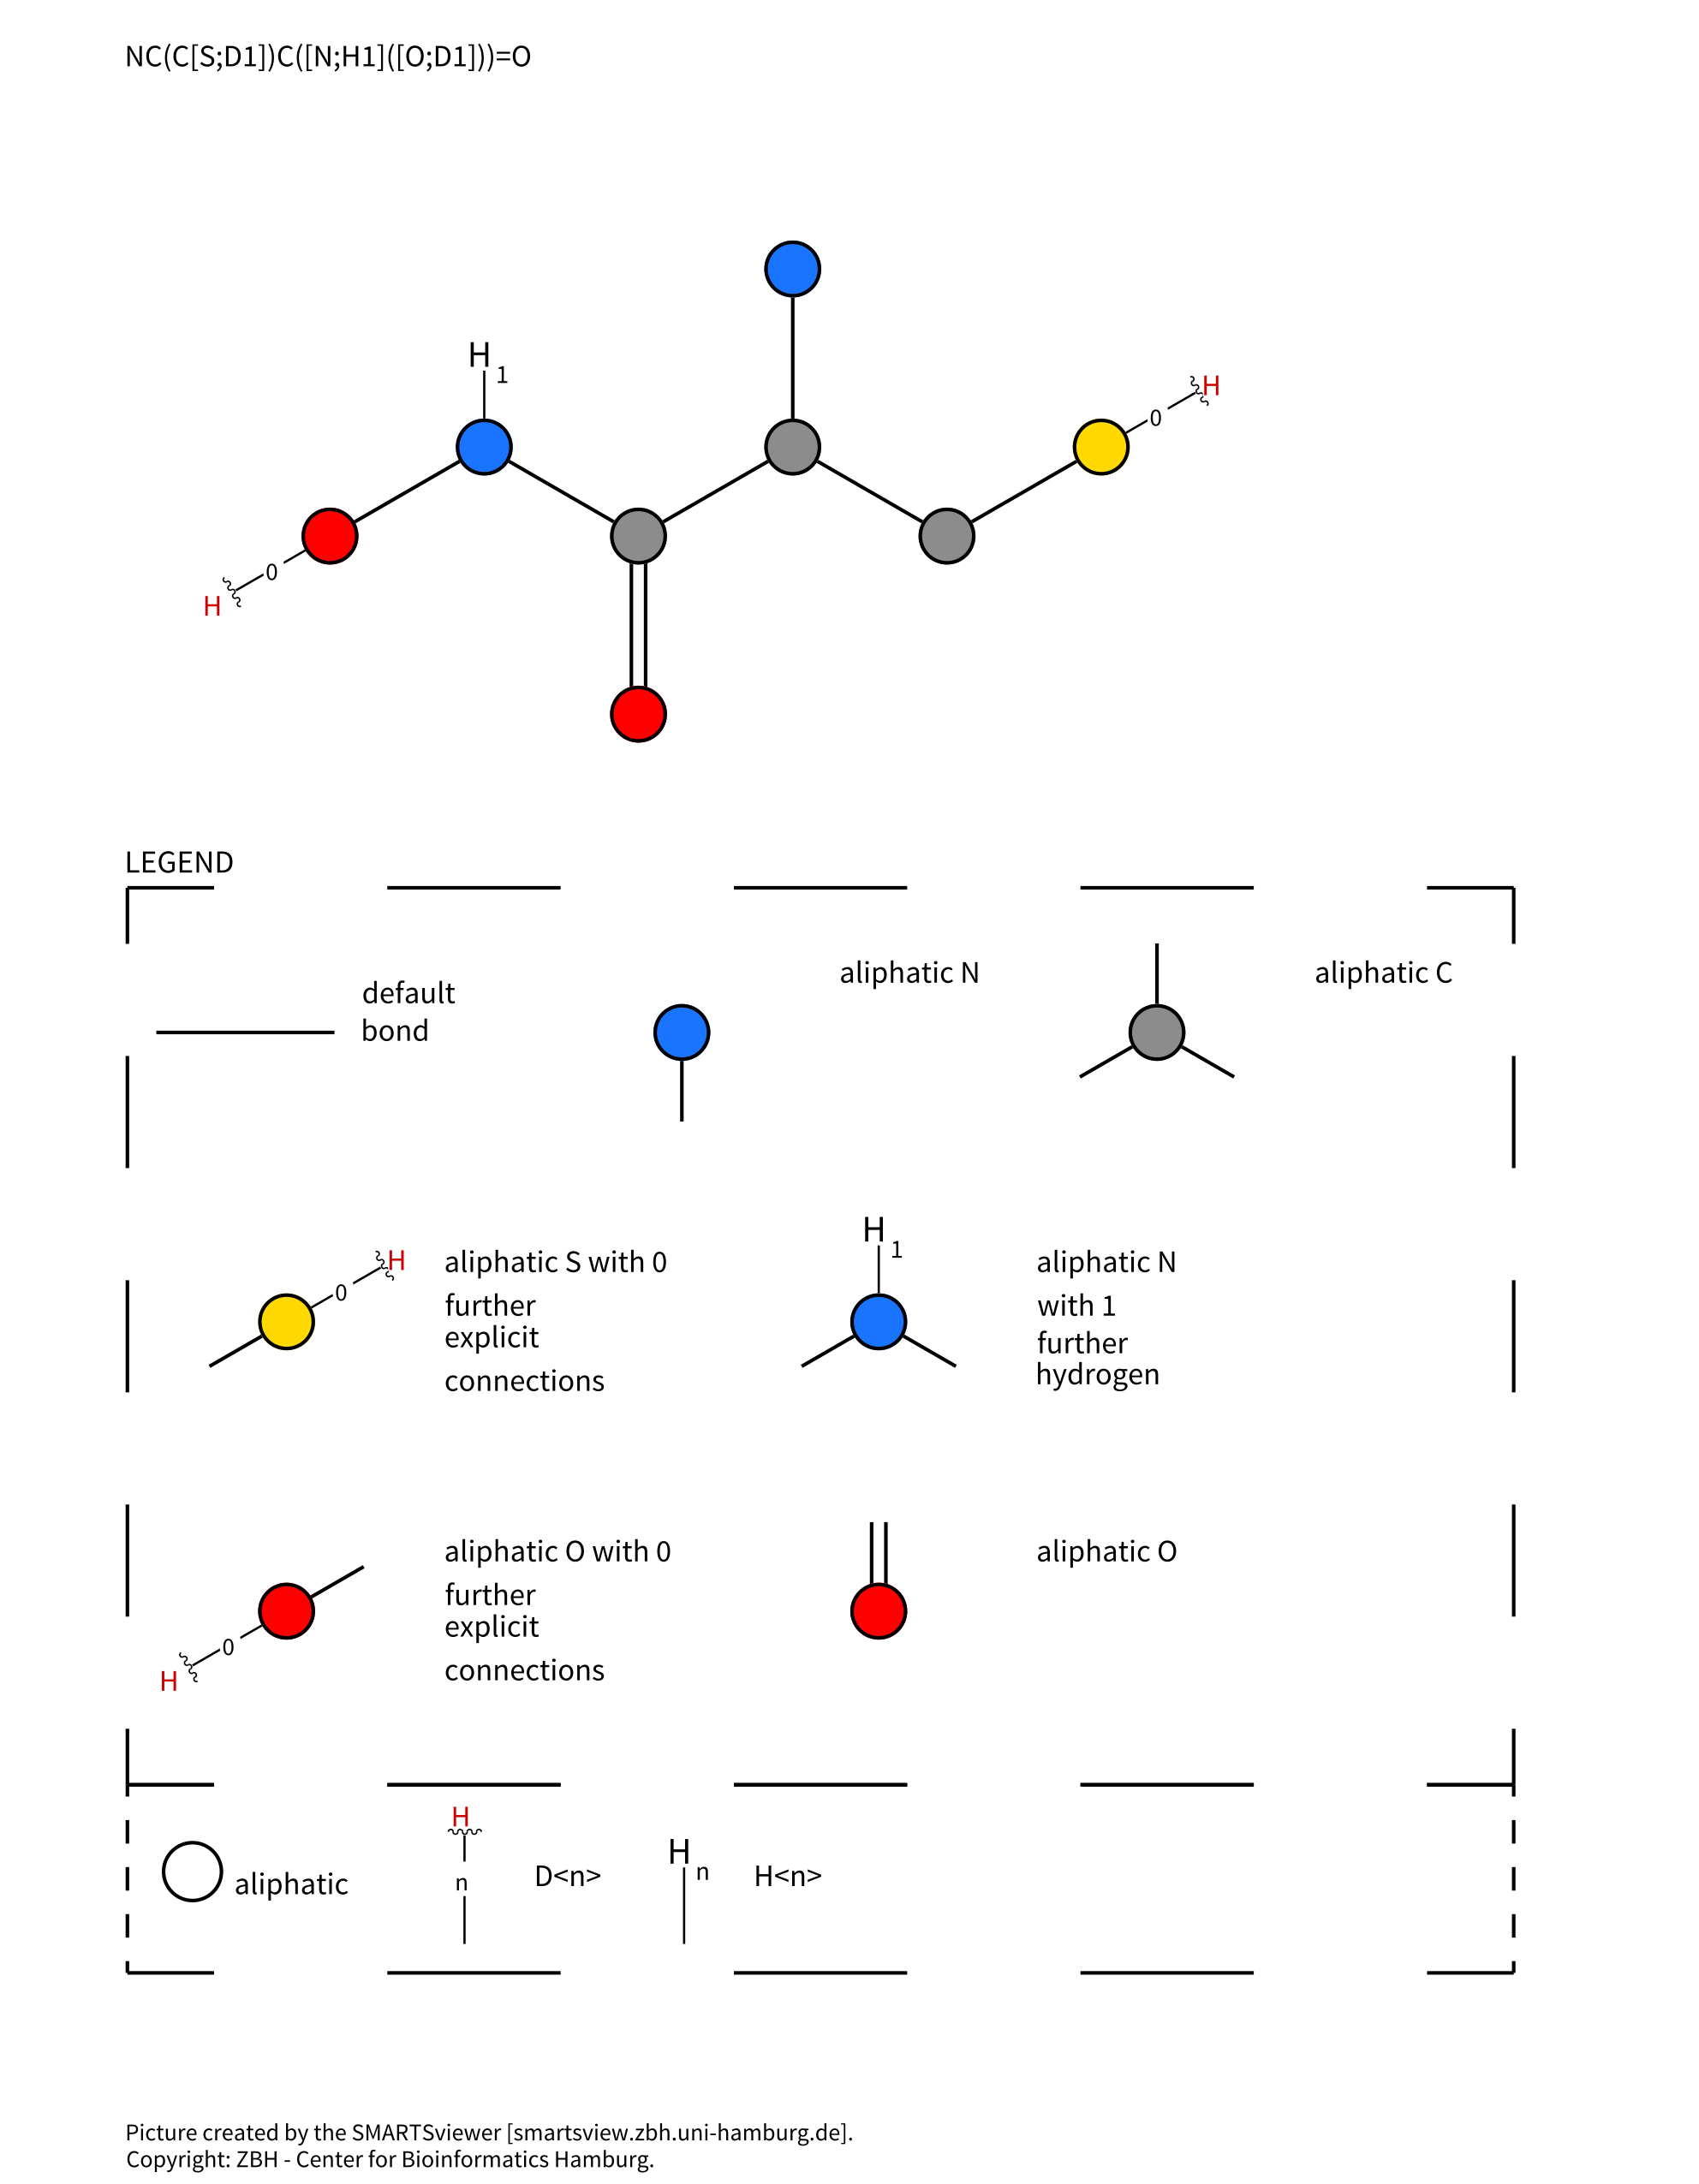 NC(C[S;D1])C([N;H1]([O;D1]))=O
H
1
H
0
0
H
LEGEND
default
bond
aliphatic N
aliphatic C
H
0
aliphatic S with 0
further
explicit
connections
H
1
aliphatic N
with 1
further
hydrogen
0
H
aliphatic O with 0
further
explicit
connections
aliphatic O
aliphatic
H
n
D<n>
H
n
H<n>
Picture created by the SMARTSviewer [smartsview.zbh.uni-hamburg.de].
Copyright: ZBH - Center for Bioinformatics Hamburg.